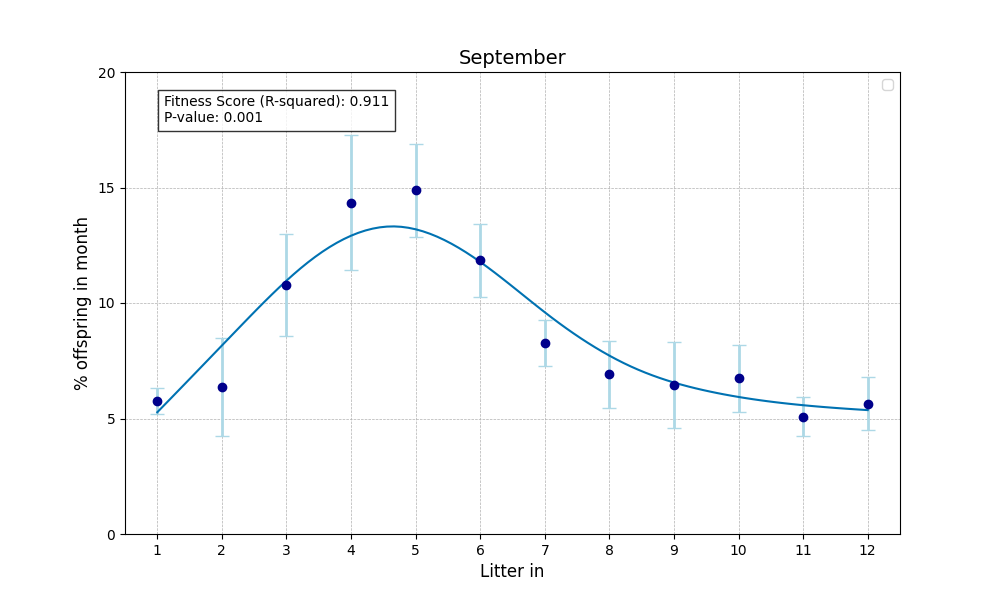 September
Fitness Score (R-squared): 0.911
P-value: 0.001
% offspring in month
20
15
10
5
0
1 2 3 4 5 6 7 8 9 10 11 12
Litter in